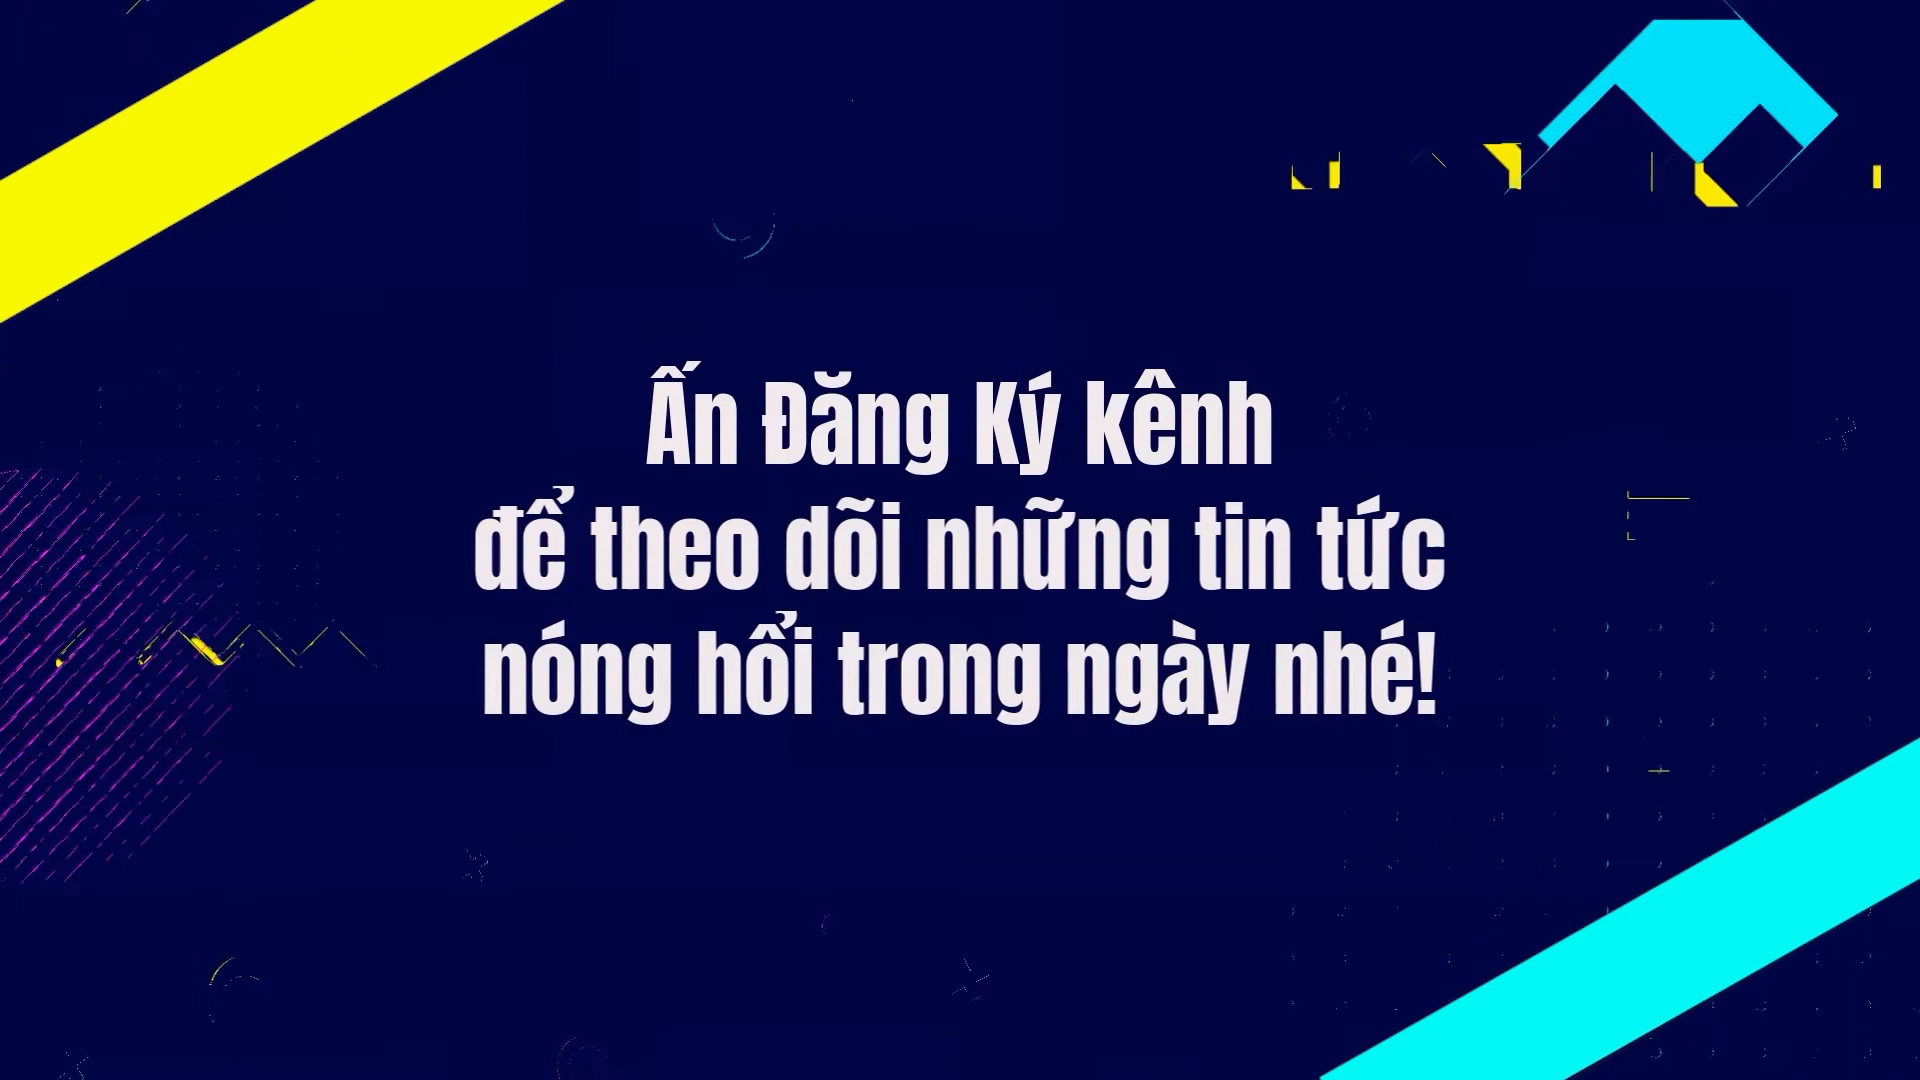 Ấn Đăng Ký kênh
để theo dõi những tin tức
nóng hổi trong ngày nhé!